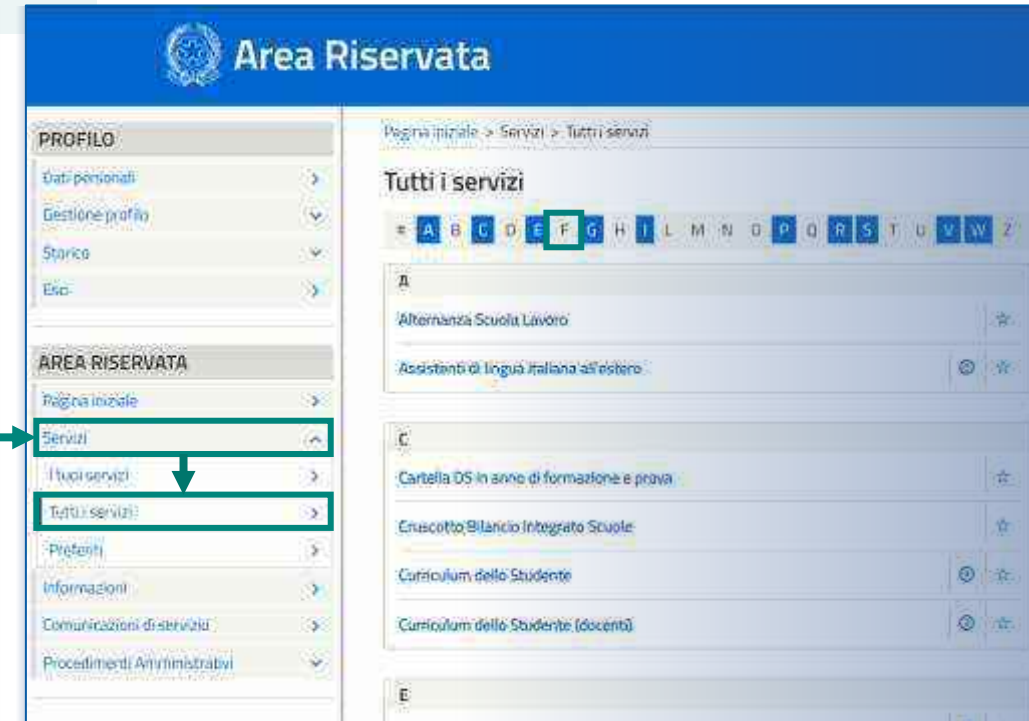 Area Riservata
PROFILO
Dati personali
Gestione profilo
Storico
Esci
AREA RISERVATA
Pagina iniziale
Servizi
I tuoi servizi
Tutti i servizi
Preferiti
Informazioni
Comunicazioni di servizio
Procedimenti Amministrativi
Pagina iniziale > Servizi > Tutti i servizi
Tutti i servizi
# A B C D E F G H I L M N O P Q R S T U V W Z
A
Alternanza Scuola Lavoro
Assistenti di lingua italiana all'estero
C
Cartella DS in anno di formazione e prova
Cruscotto Bilancio Integrato Scuole
Curriculum dello Studente
Curriculum dello Studente (docenti)
E